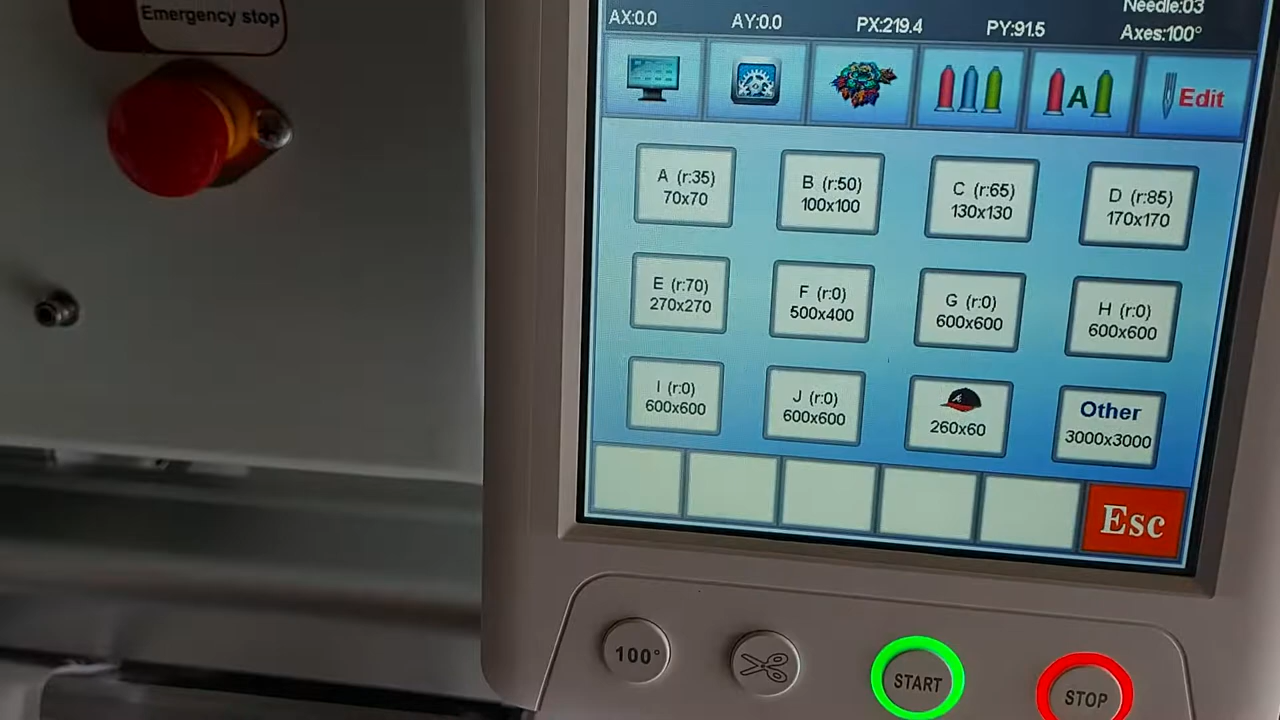 Emergency stop
AX:0.0
AY:0.0
PX:219.4
PY:91.5
Needle:03
Axes:100°
A
Edit
A (r:35)
70x70
B (r:50)
100x100
C (r:65)
130x130
D (r:85)
170x170
E (r:70)
270x270
F (r:0)
500x400
G (r:0)
600x600
H (r:0)
600x600
I (r:0)
600x600
J (r:0)
600x600
260x60
Other
3000x3000
Esc
100°
START
STOP